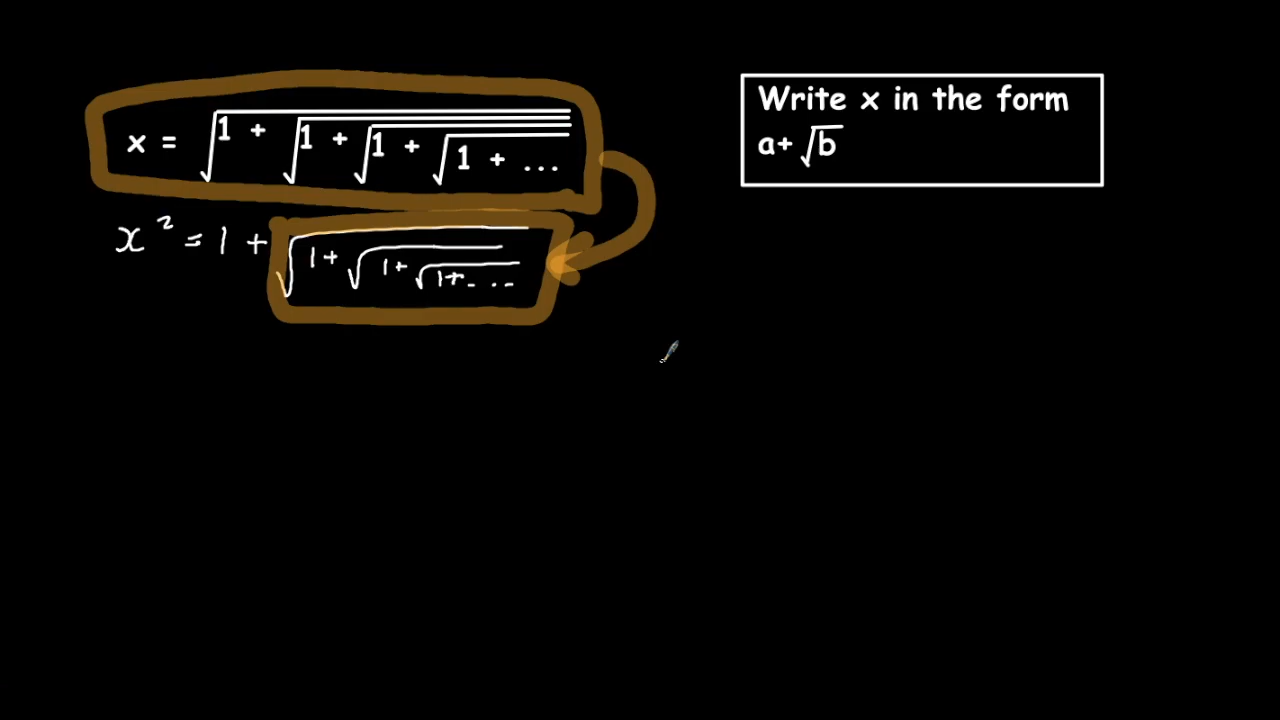 x = √(1 + √(1 + √(1 + √(1 + ...
x² = 1 + √(1+ √(1+ √(1+- ...
Write x in the form
a+ √b